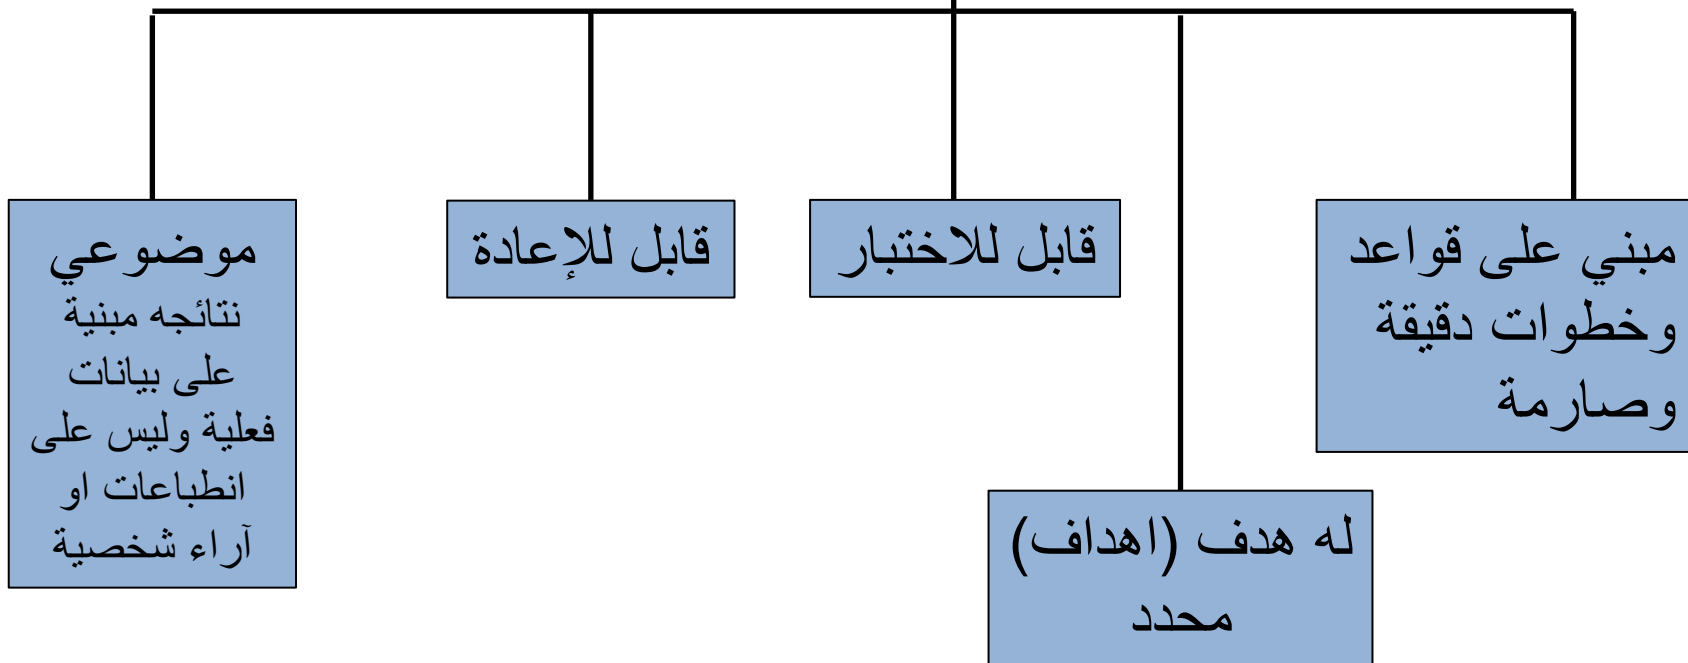 مبني على قواعد
وخطوات دقيقة
وصارمة
له هدف (اهداف)
محدد
قابل للاختبار
قابل للإعادة
موضوعي
نتائجه مبنية
على بيانات
فعلية وليس على
انطباعات او
آراء شخصية